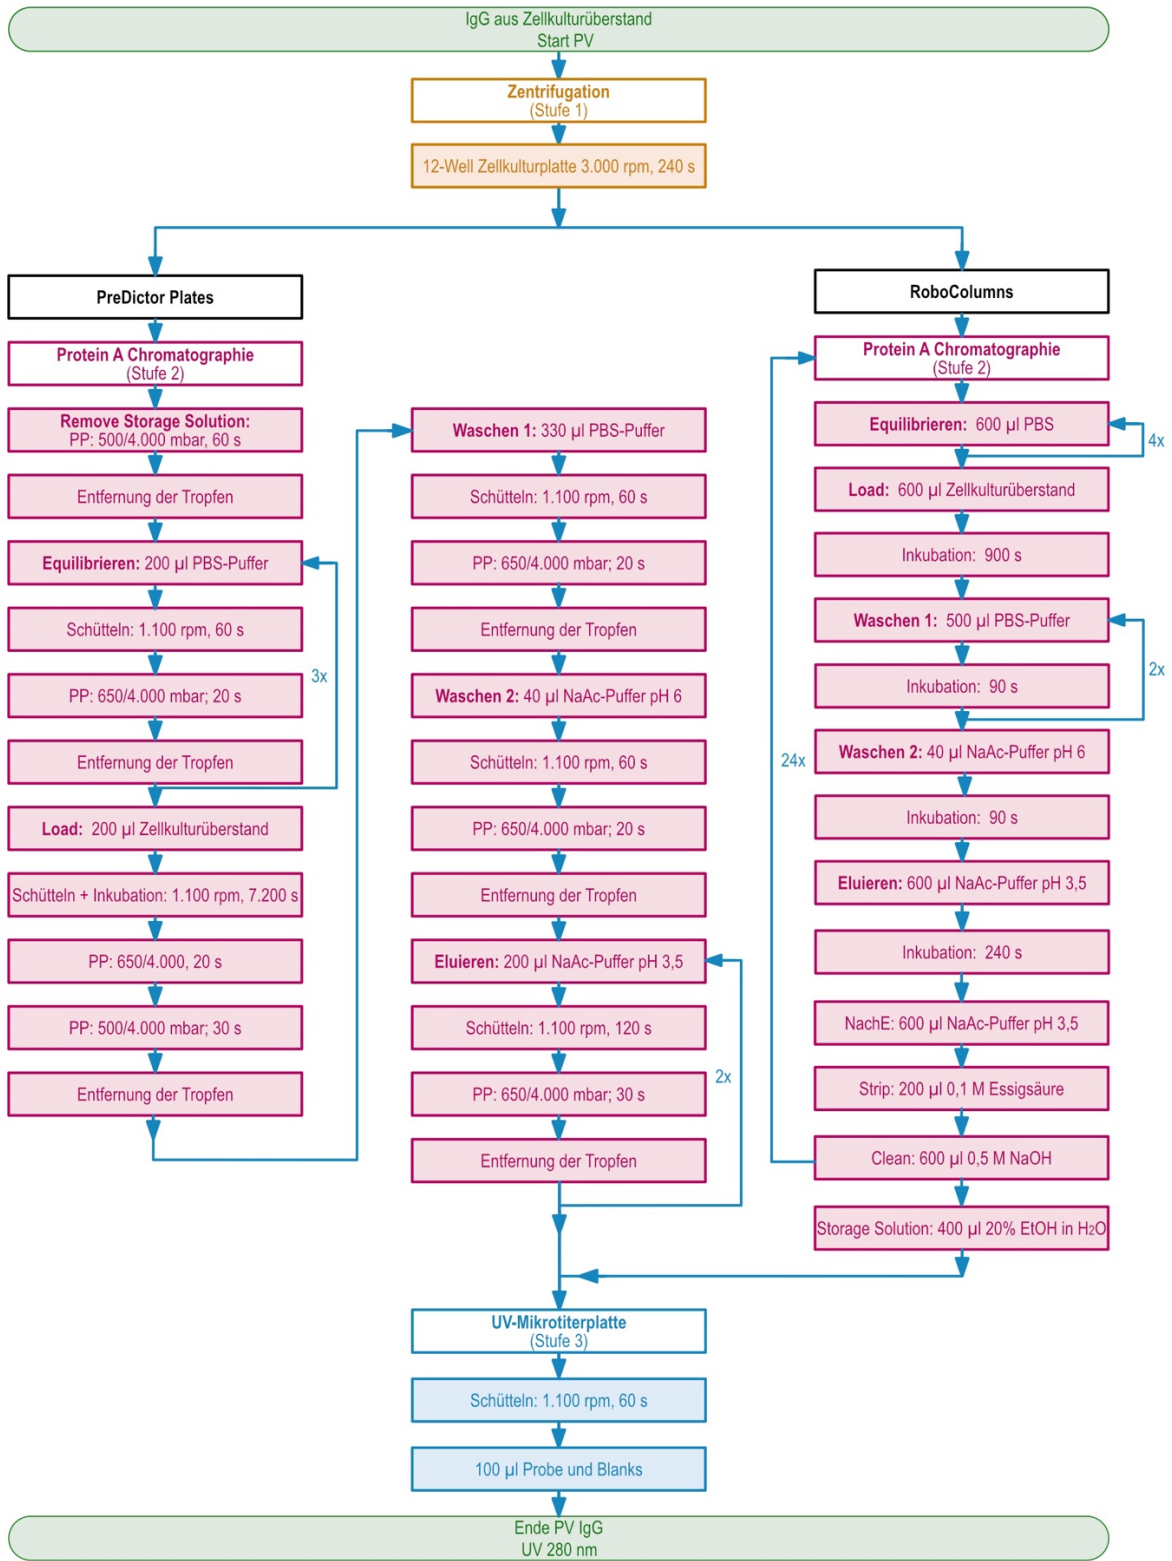 IgG aus Zellkulturüberstand
Start PV
Zentrifugation
(Stufe 1)
12-Well Zellkulturplatte 3.000 rpm, 240 s
PreDictor Plates
Protein A Chromatographie
(Stufe 2)
Remove Storage Solution:
PP: 500/4.000 mbar, 60 s
Entfernung der Tropfen
Equilibrieren: 200 µl PBS-Puffer
Schütteln: 1.100 rpm, 60 s
PP: 650/4.000 mbar; 20 s
Entfernung der Tropfen
3x
Load: 200 µl Zellkulturüberstand
Schütteln + Inkubation: 1.100 rpm, 7.200 s
PP: 650/4.000, 20 s
PP: 500/4.000 mbar; 30 s
Entfernung der Tropfen
Waschen 1: 330 µl PBS-Puffer
Schütteln: 1.100 rpm, 60 s
PP: 650/4.000 mbar; 20 s
Entfernung der Tropfen
Waschen 2: 40 µl NaAc-Puffer pH 6
Schütteln: 1.100 rpm, 60 s
PP: 650/4.000 mbar; 20 s
Entfernung der Tropfen
Eluieren: 200 µl NaAc-Puffer pH 3,5
Schütteln: 1.100 rpm, 120 s
PP: 650/4.000 mbar; 30 s
Entfernung der Tropfen
2x
RoboColumns
Protein A Chromatographie
(Stufe 2)
Equilibrieren: 600 µl PBS
4x
Load: 600 µl Zellkulturüberstand
Inkubation: 900 s
Waschen 1: 500 µl PBS-Puffer
Inkubation: 90 s
2x
Waschen 2: 40 µl NaAc-Puffer pH 6
24x
Inkubation: 90 s
Eluieren: 600 µl NaAc-Puffer pH 3,5
Inkubation: 240 s
NachE: 600 µl NaAc-Puffer pH 3,5
Strip: 200 µl 0,1 M Essigsäure
Clean: 600 µl 0,5 M NaOH
Storage Solution: 400 µl 20% EtOH in H2O
UV-Mikrotiterplatte
(Stufe 3)
Schütteln: 1.100 rpm, 60 s
100 µl Probe und Blanks
Ende PV IgG
UV 280 nm